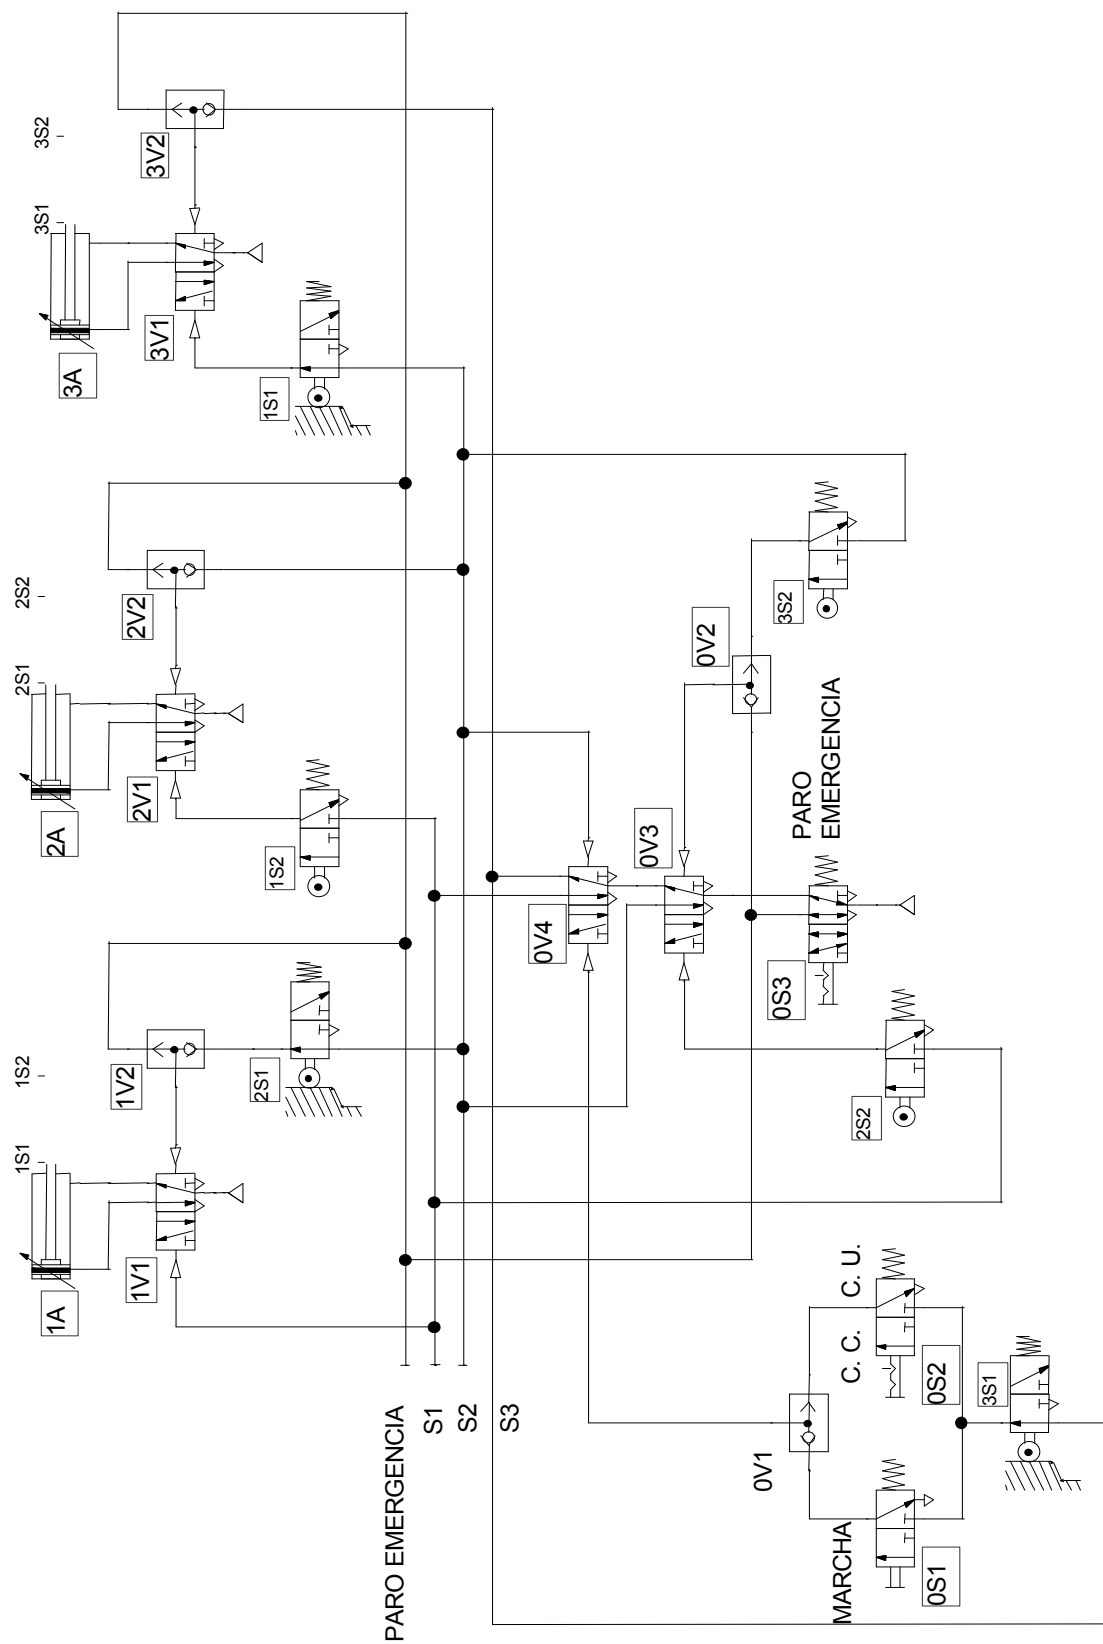 3S2
3S1
3V2
3A
3V1
1S1
2S2
2S1
2V2
2A
2V1
1S2
3S2
0V2
PARO
EMERGENCIA
0V3
0V4
0S3
2S2
1S2
1S1
1V2
2S1
1A
1V1
PARO EMERGENCIA
S1
S2
S3
C. C.
C. U.
0V1
0S2
3S1
MARCHA
0S1